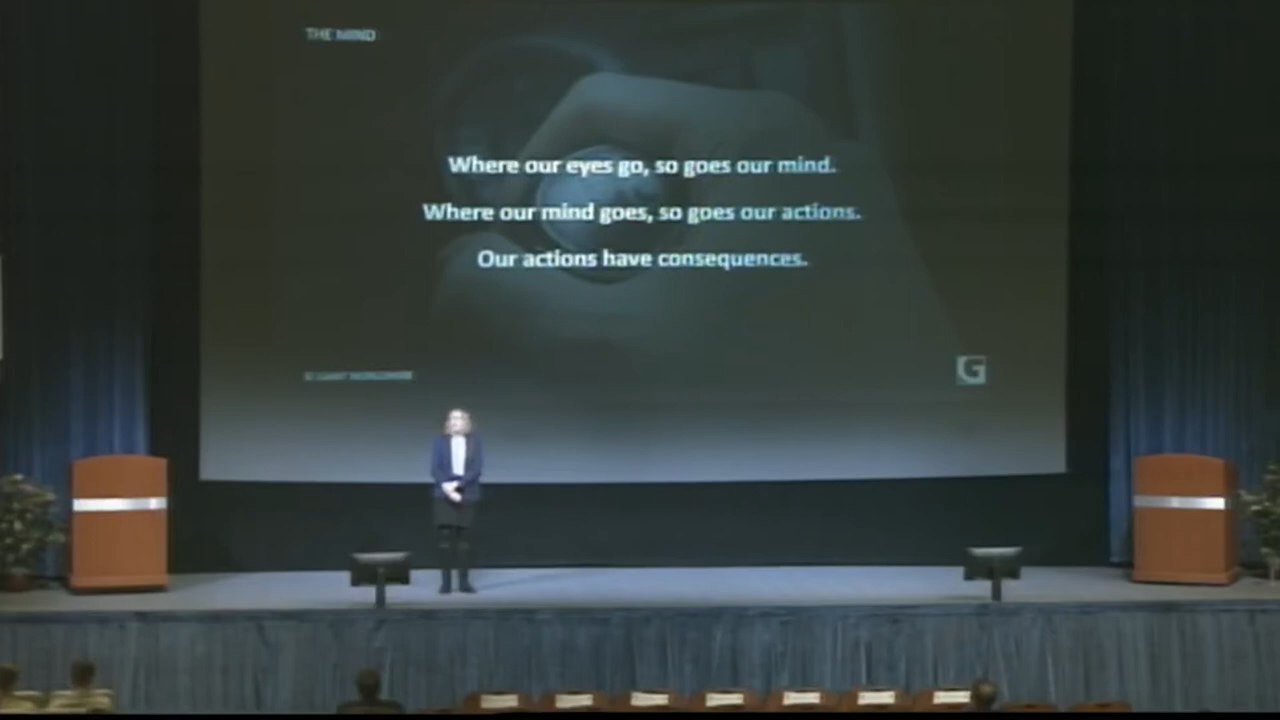 THE MIND
Where our eyes go, so goes our mind.
Where our mind goes, so goes our actions.
Our actions have consequences.
G